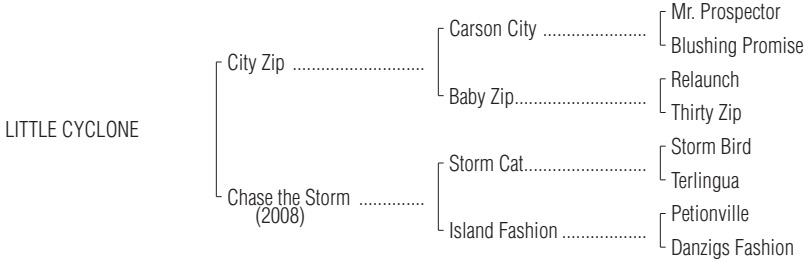 Mr. Prospector
Carson City ......................
Blushing Promise
City Zip ............................
Relaunch
Baby Zip............................
Thirty Zip
LITTLE CYCLONE
Storm Bird
Storm Cat..........................
Terlingua
Chase the Storm ..............
(2008)
Petionville
Island Fashion ..................
Danzigs Fashion